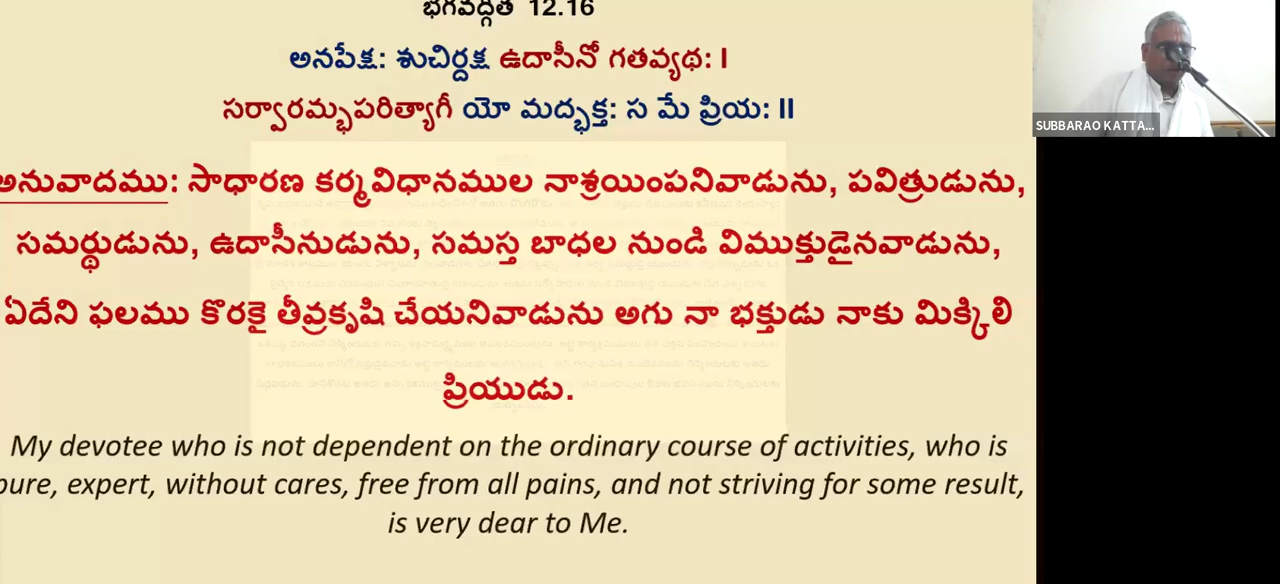 భగవద్గీత 12.16
అనపేక్ష: శుచిర్దక్ష ఉదాసీనో గతవ్యథ: I
సర్వారమ్భపరిత్యాగీ యో మద్భక్త: స మే ప్రియ: II
SUBBARAO KATTA...
అనువాదము: సాధారణ కర్మవిధానముల నాశ్రయింపనివాడును, పవిత్రుడును,
సమర్థుడును, ఉదాసీనుడును, సమస్త బాధల నుండి విముక్తుడైనవాడును,
ఏదేని ఫలము కొరకై తీవ్రకృషి చేయనివాడును అగు నా భక్తుడు నాకు మిక్కిలి
ప్రియుడు.
My devotee who is not dependent on the ordinary course of activities, who is
pure, expert, without cares, free from all pains, and not striving for some result,
is very dear to Me.